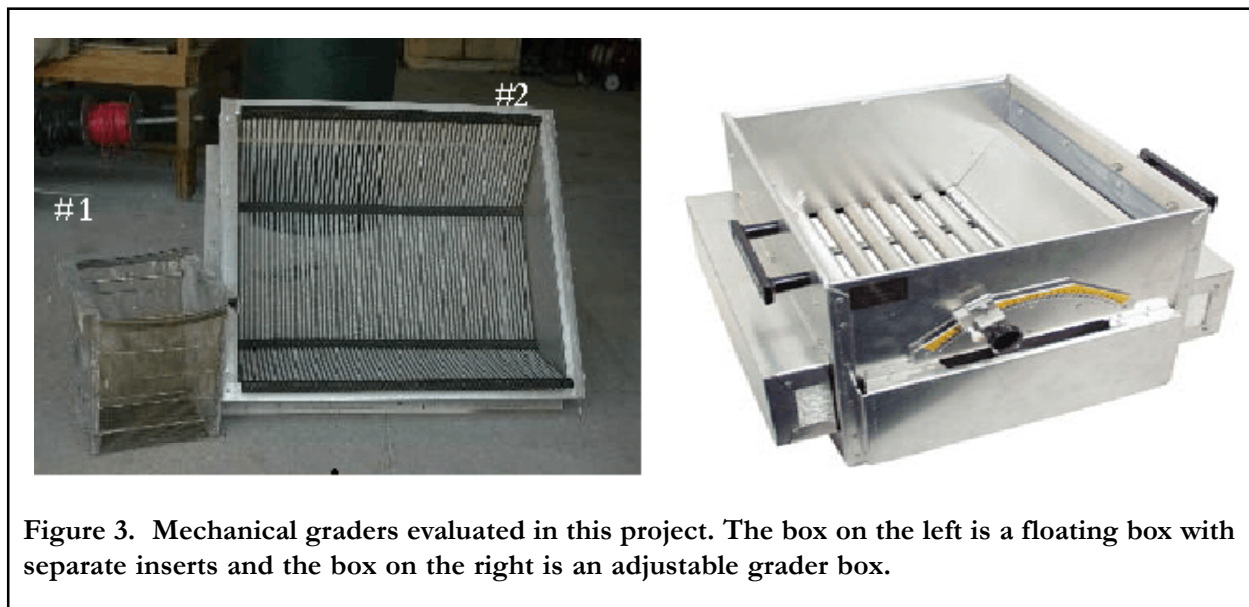 #2
#1
Figure 3. Mechanical graders evaluated in this project. The box on the left is a floating box with
separate inserts and the box on the right is an adjustable grader box.